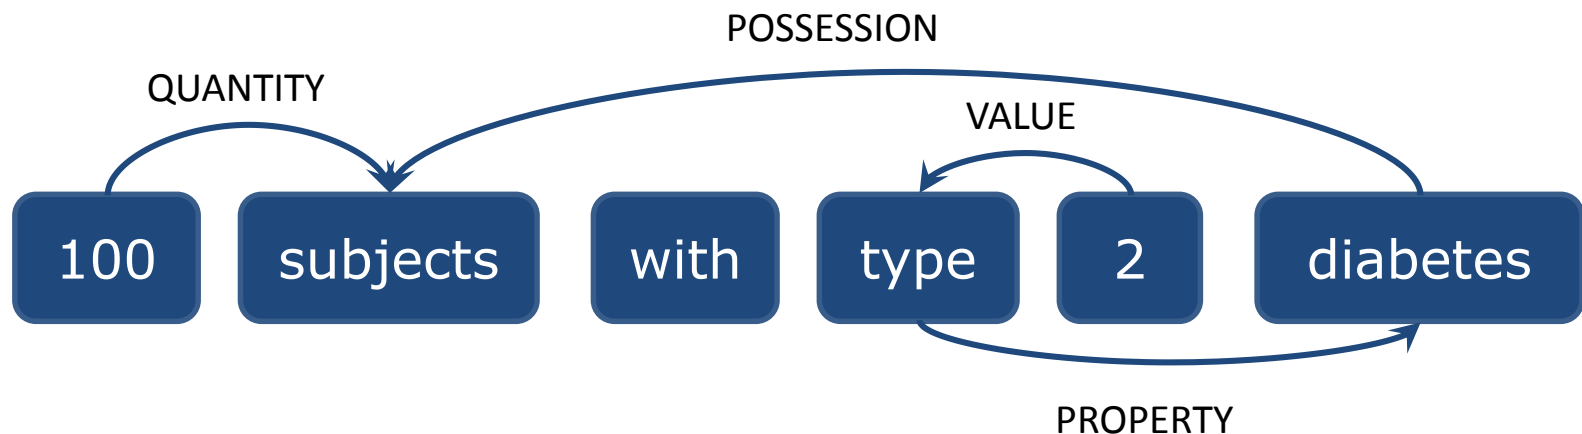 POSSESSION
QUANTITY
VALUE
100 subjects with type 2 diabetes
PROPERTY